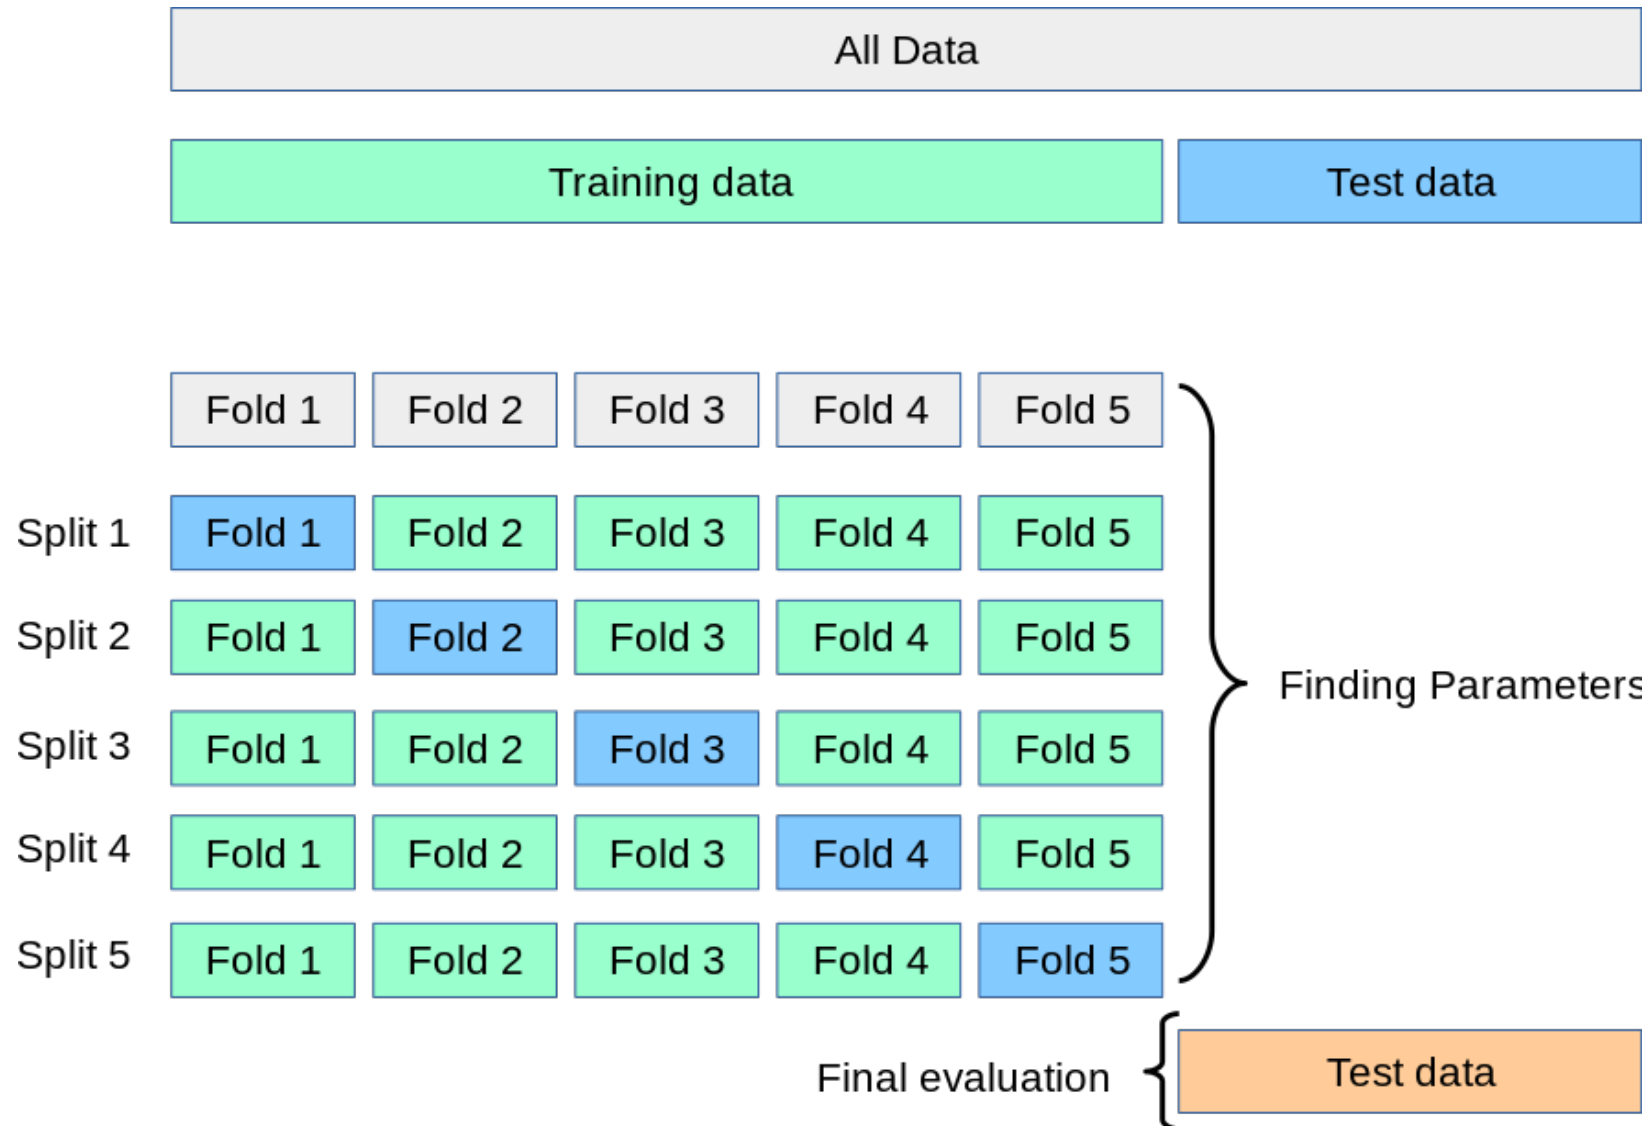 All Data
Training data Test data
Fold 1 Fold 2 Fold 3 Fold 4 Fold 5
Split 1 Fold 1 Fold 2 Fold 3 Fold 4 Fold 5
Split 2 Fold 1 Fold 2 Fold 3 Fold 4 Fold 5
Finding Parameters
Split 3 Fold 1 Fold 2 Fold 3 Fold 4 Fold 5
Split 4 Fold 1 Fold 2 Fold 3 Fold 4 Fold 5
Split 5 Fold 1 Fold 2 Fold 3 Fold 4 Fold 5
Final evaluation Test data